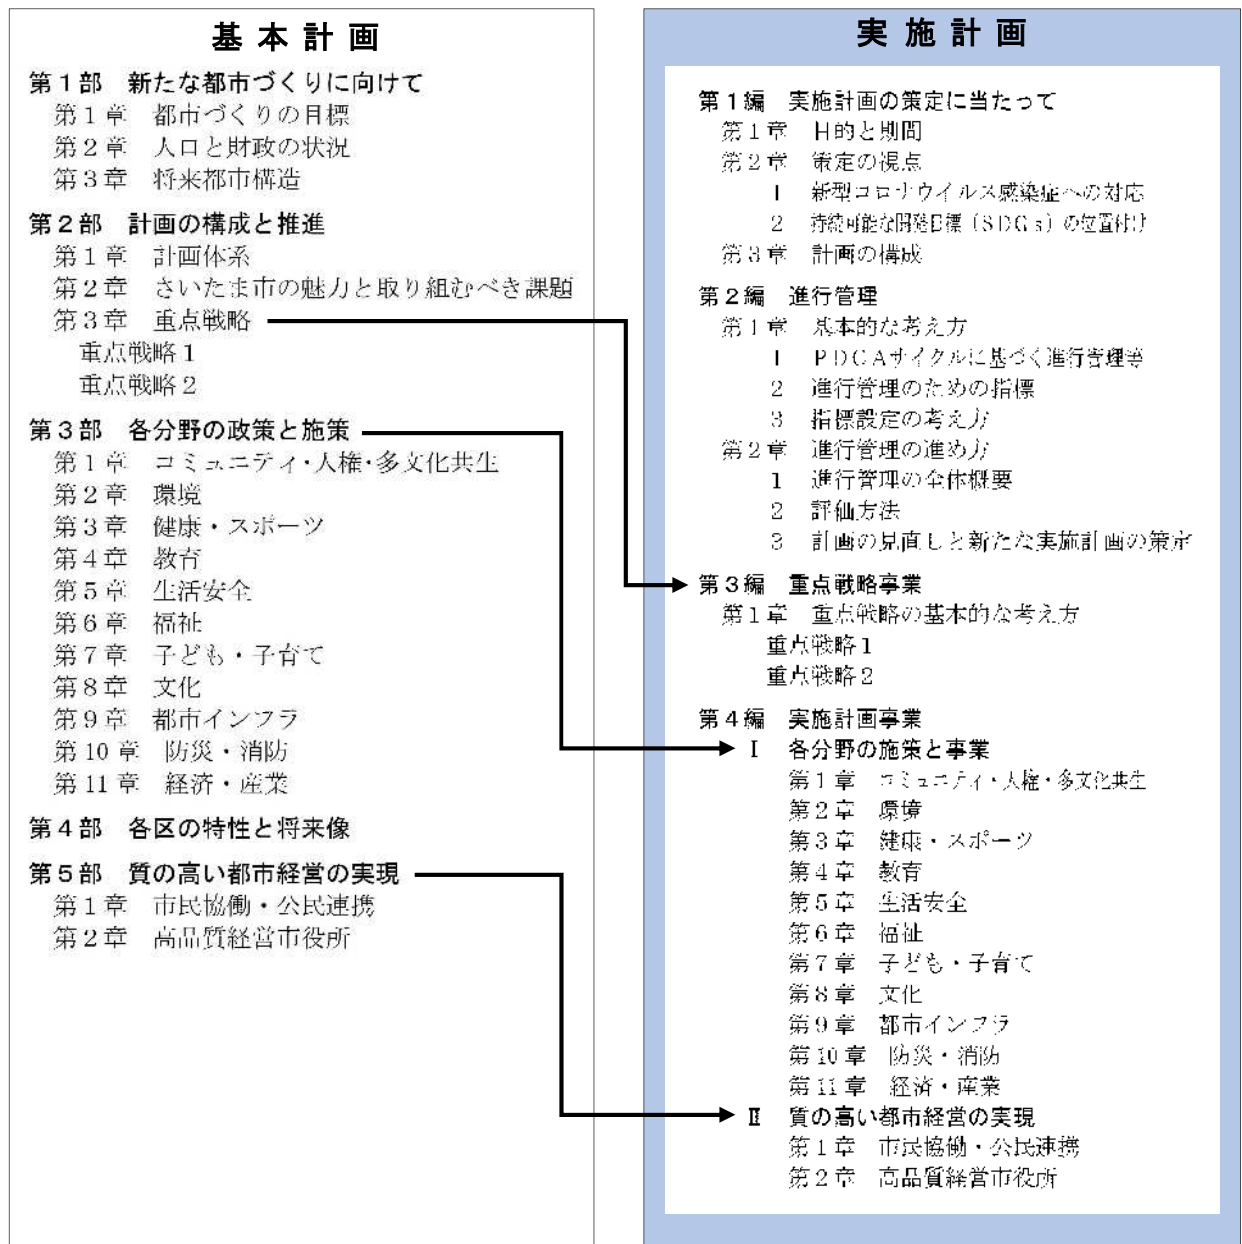 基本計画
第1部 新たな都市づくりに向けて
第1章 都市づくりの目標
第2章 人口と財政の状況
第3章 将来都市構造
第2部 計画の構成と推進
第1章 計画体系
第2章 さいたま市の魅力と取り組むべき課題
第3章 重点戦略
重点戦略1
重点戦略2
第3部 各分野の政策と施策
第1章 コミュニティ・人権・多文化共生
第2章 環境
第3章 健康・スポーツ
第4章 教育
第5章 生活安全
第6章 福祉
第7章 子ども・子育て
第8章 文化
第9章 都市インフラ
第10章 防災・消防
第11章 経済・産業
第4部 各区の特性と将来像
第5部 質の高い都市経営の実現
第1章 市民協働・公民連携
第2章 高品質経営市役所
実施計画
第1編 実施計画の策定に当たって
第1章 目的と期間
第2章 策定の視点
1 新型コロナウイルス感染症への対応
2 持続可能な開発目標（SDGs）の位置付け
第3章 計画の構成
第2編 進行管理
第1章 基本的な考え方
1 PDCAサイクルに基づく進行管理等
2 進行管理のための指標
3 指標設定の考え方
第2章 進行管理の進め方
1 進行管理の全体概要
2 評価方法
3 計画の見直しと新たな実施計画の策定
第3編 重点戦略事業
第1章 重点戦略の基本的な考え方
重点戦略1
重点戦略2
第4編 実施計画事業
Ⅰ 各分野の施策と事業
第1章 コミュニティ・人権・多文化共生
第2章 環境
第3章 健康・スポーツ
第4章 教育
第5章 生活安全
第6章 福祉
第7章 子ども・子育て
第8章 文化
第9章 都市インフラ
第10章 防災・消防
第11章 経済・産業
Ⅱ 質の高い都市経営の実現
第1章 市民協働・公民連携
第2章 高品質経営市役所